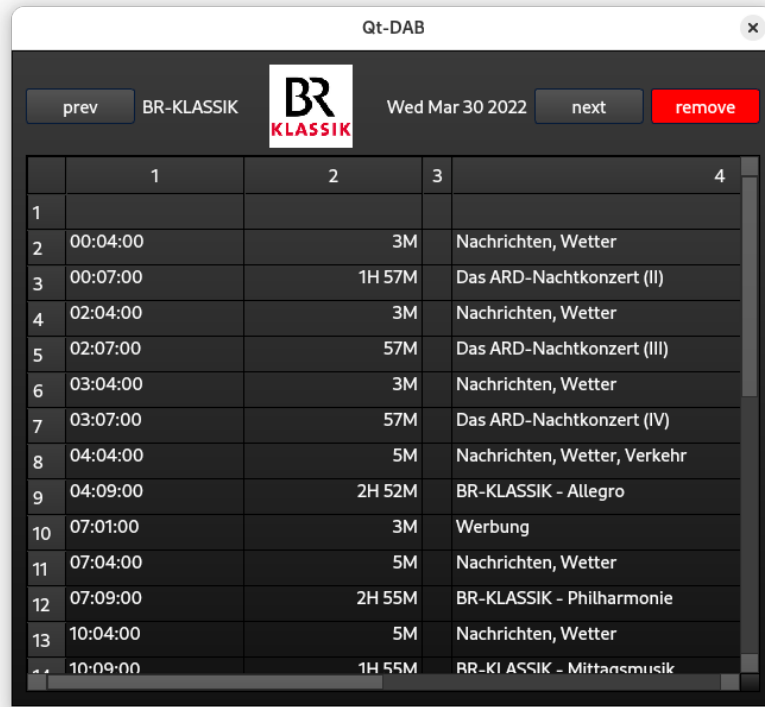 Qt-DAB ×
prev BR-KLASSIK BR KLASSIK Wed Mar 30 2022 next remove
1 2 3 4
1
2 00:04:00 3M Nachrichten, Wetter
3 00:07:00 1H 57M Das ARD-Nachtkonzert (II)
4 02:04:00 3M Nachrichten, Wetter
5 02:07:00 57M Das ARD-Nachtkonzert (III)
6 03:04:00 3M Nachrichten, Wetter
7 03:07:00 57M Das ARD-Nachtkonzert (IV)
8 04:04:00 5M Nachrichten, Wetter, Verkehr
9 04:09:00 2H 52M BR-KLASSIK - Allegro
10 07:01:00 3M Werbung
11 07:04:00 5M Nachrichten, Wetter
12 07:09:00 2H 55M BR-KLASSIK - Philharmonie
13 10:04:00 5M Nachrichten, Wetter
14 10:09:00 1H 55M BR-KLASSIK - Mittagsmusik